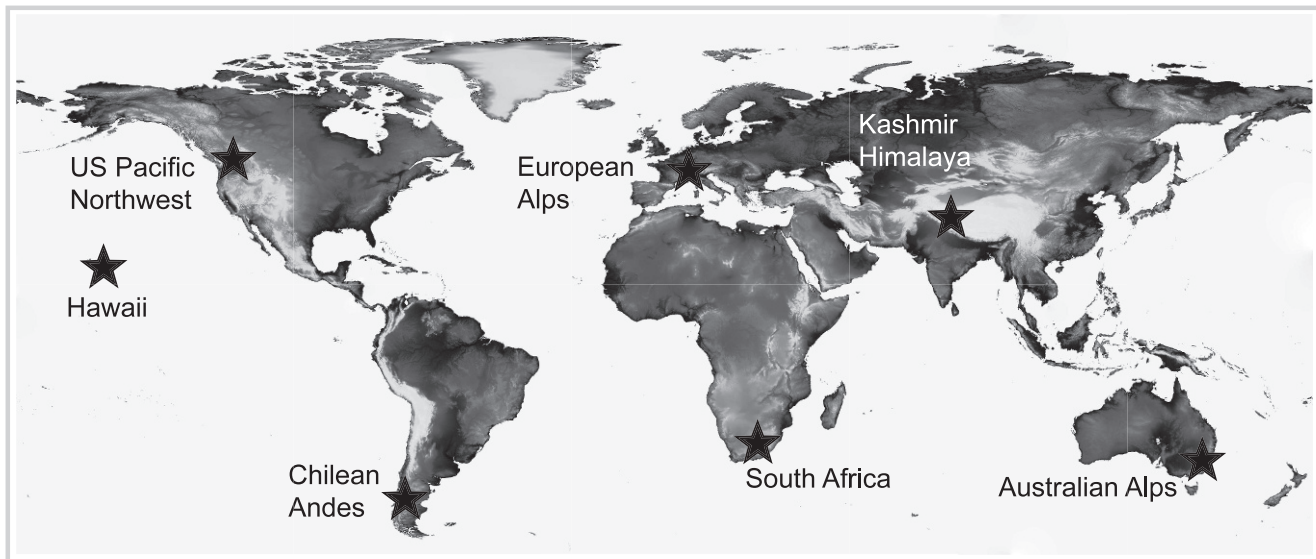 US Pacific
Northwest
Hawaii
European
Alps
Kashmir
Himalaya
Chilean
Andes
South Africa
Australian Alps